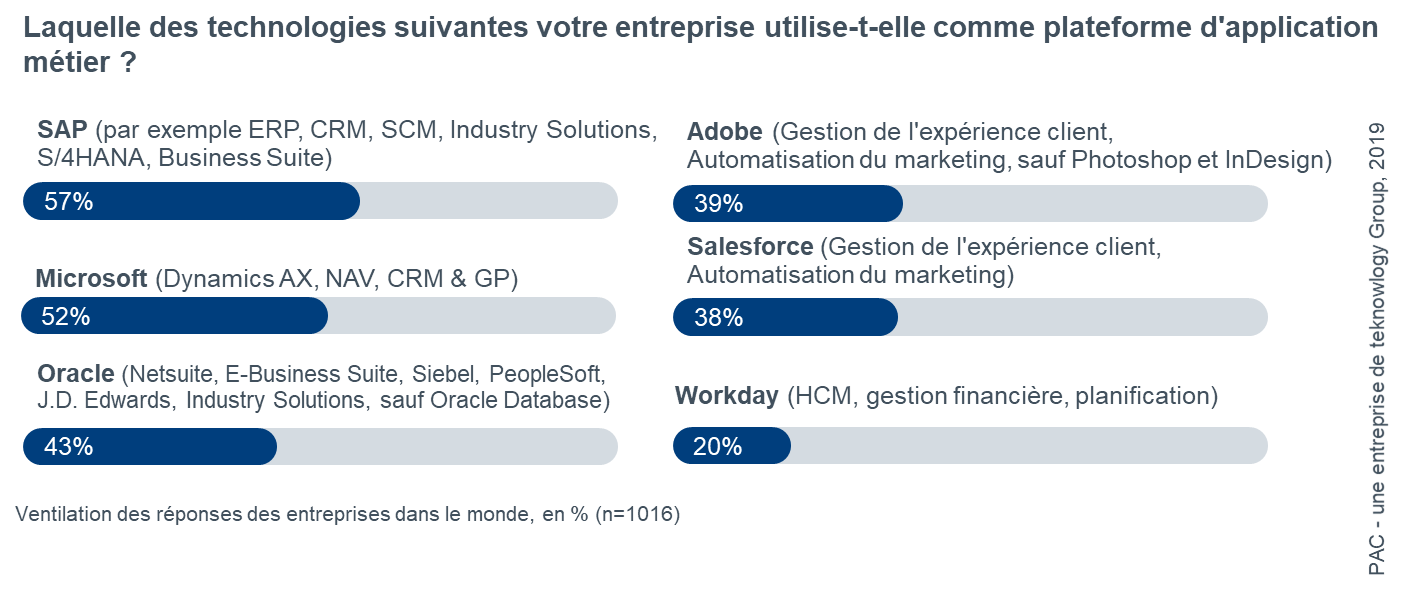 Laquelle des technologies suivantes votre entreprise utilise-t-elle comme plateforme d'application
métier ?
SAP (par exemple ERP, CRM, SCM, Industry Solutions,
S/4HANA, Business Suite)
57%
Microsoft (Dynamics AX, NAV, CRM & GP)
52%
Oracle (Netsuite, E-Business Suite, Siebel, PeopleSoft,
J.D. Edwards, Industry Solutions, sauf Oracle Database)
43%
Adobe (Gestion de l'expérience client,
Automatisation du marketing, sauf Photoshop et InDesign)
39%
Salesforce (Gestion de l'expérience client,
Automatisation du marketing)
38%
Workday (HCM, gestion financière, planification)
20%
Ventilation des réponses des entreprises dans le monde, en % (n=1016)
PAC - une entreprise de teknowlogy Group, 2019